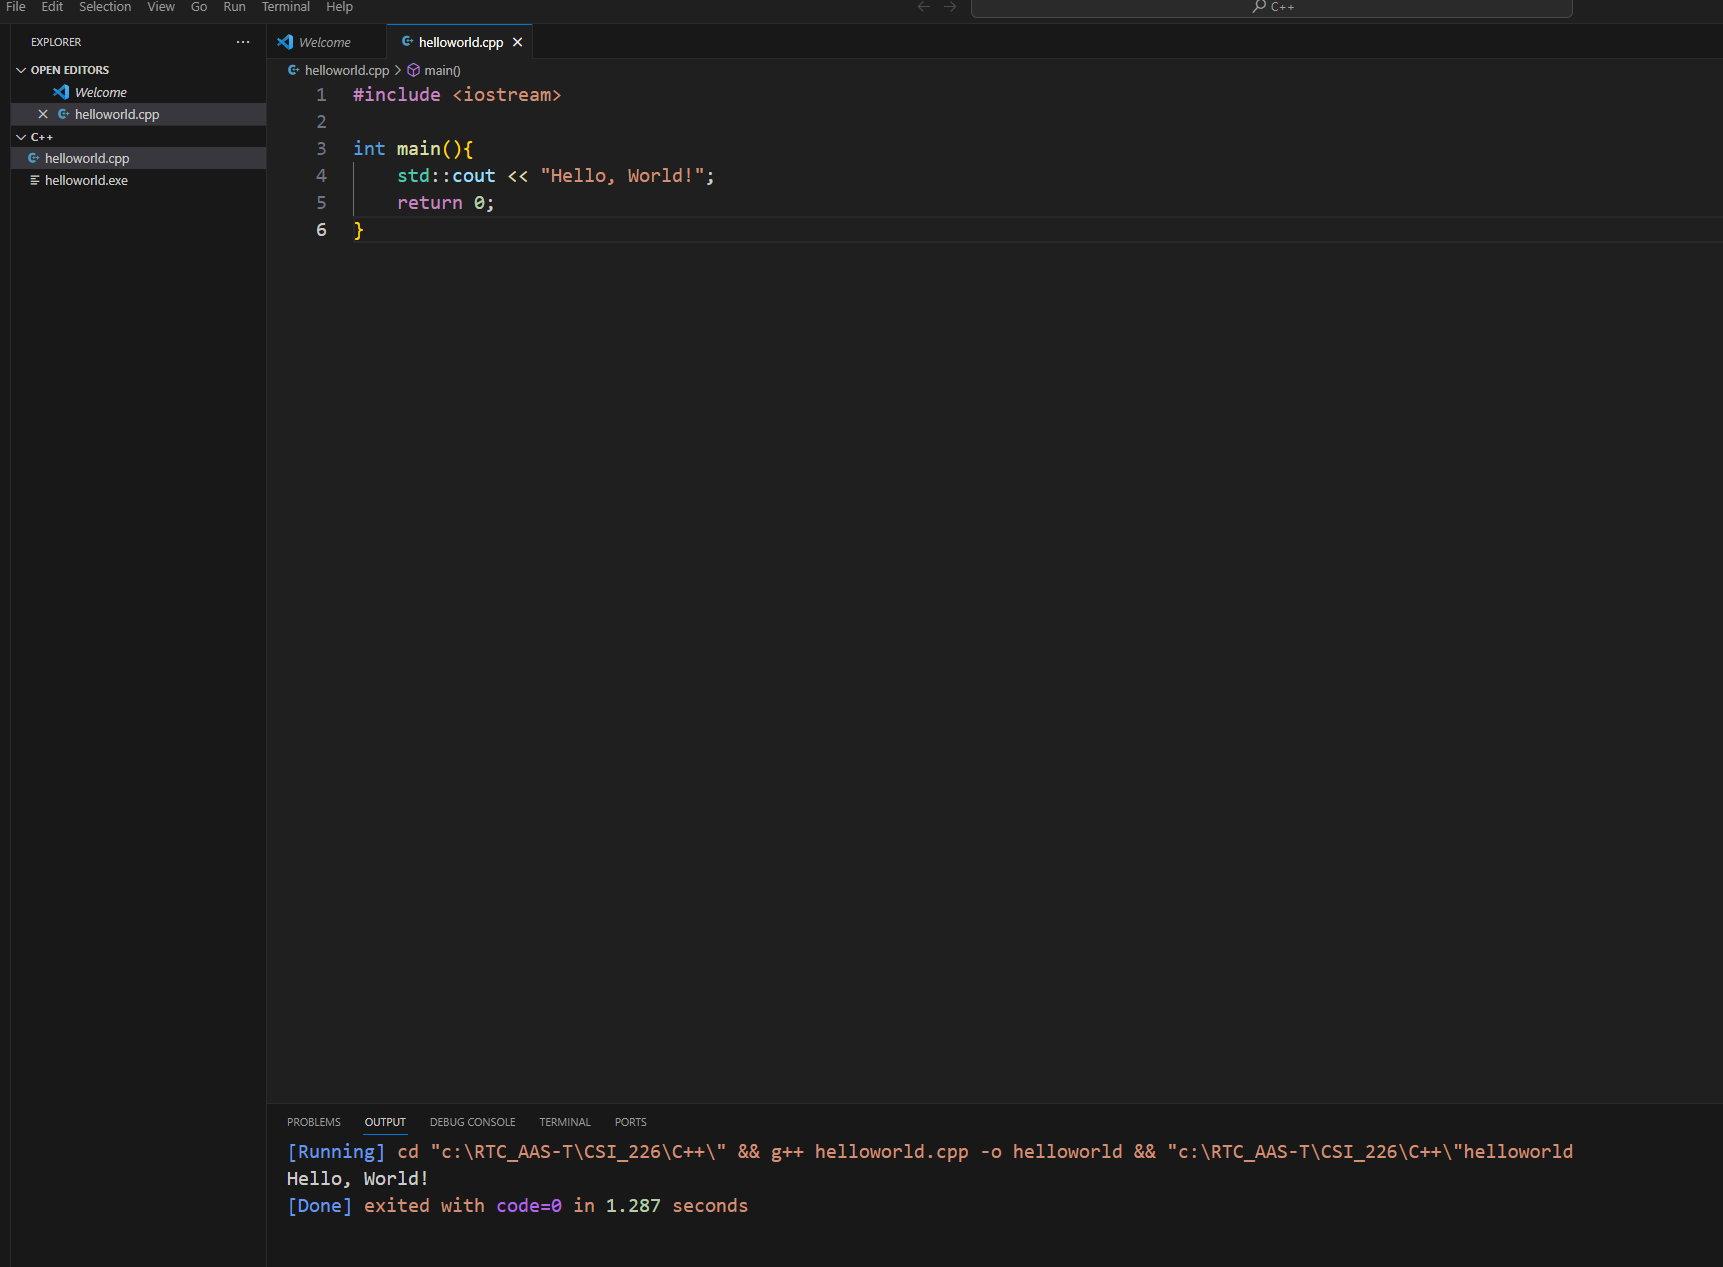 File Edit Selection View Go Run Terminal Help
C++
EXPLORER
OPEN EDITORS
Welcome
helloworld.cpp
C++
helloworld.cpp
helloworld.exe
Welcome helloworld.cpp
helloworld.cpp > main()
1 #include <iostream>
2
3 int main(){
4     std::cout << "Hello, World!";
5     return 0;
6 }
PROBLEMS OUTPUT DEBUG CONSOLE TERMINAL PORTS
[Running] cd "c:\RTC_AAS-T\CSI_226\C++\" && g++ helloworld.cpp -o helloworld && "c:\RTC_AAS-T\CSI_226\C++\"helloworld
Hello, World!
[Done] exited with code=0 in 1.287 seconds